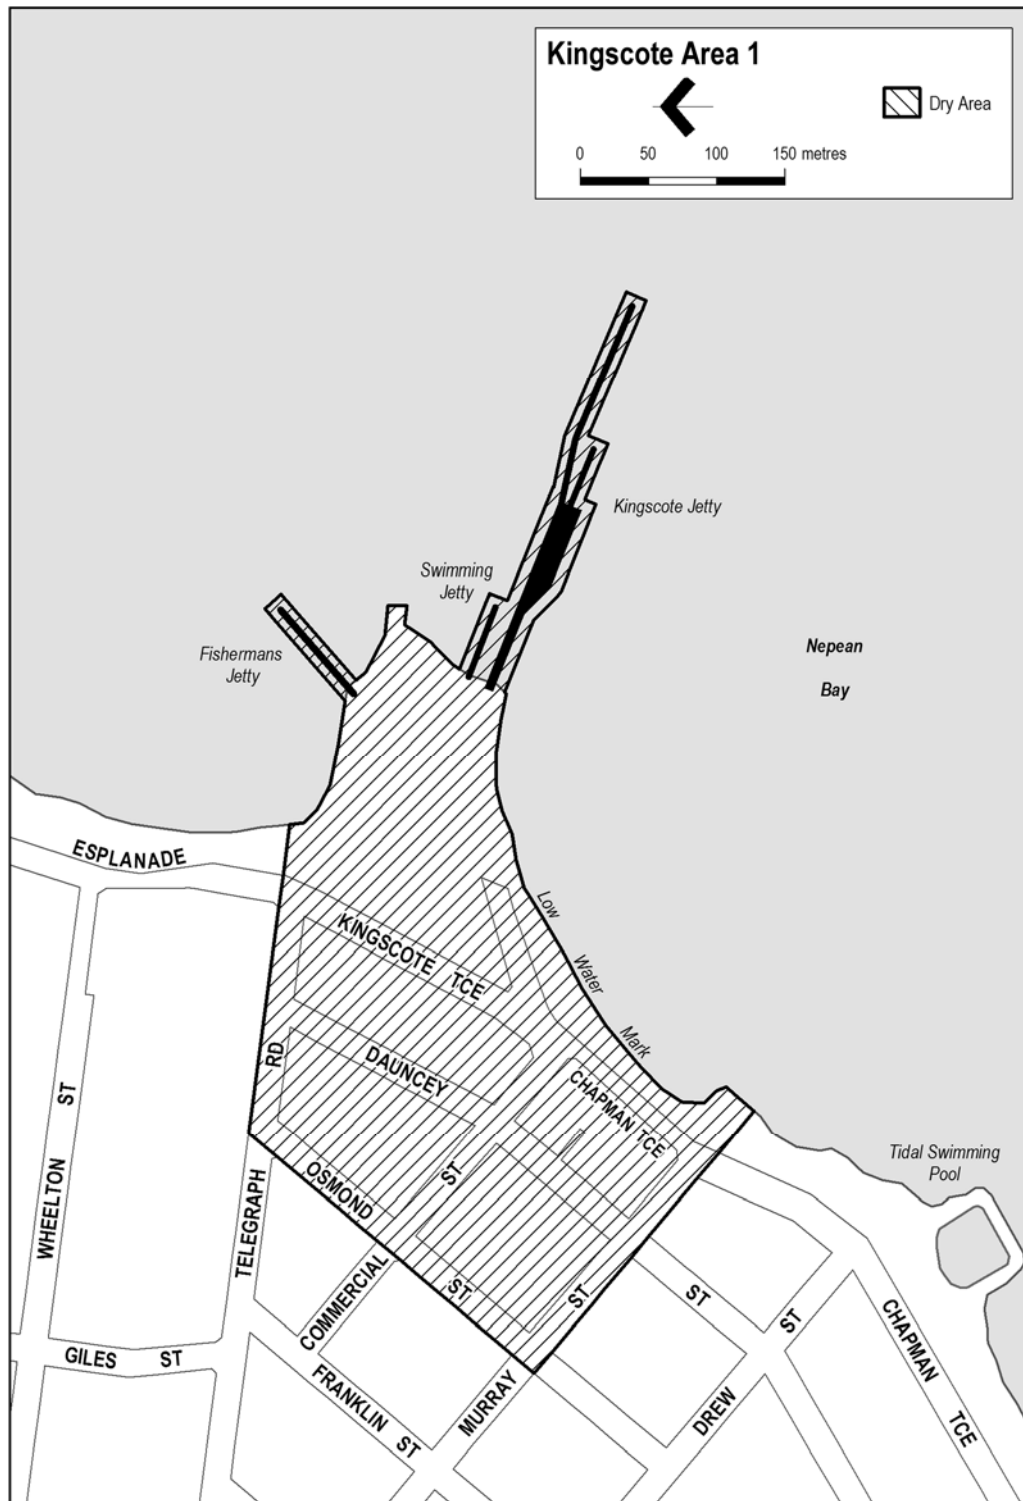 Kingscote Area 1
Dry Area
0 50 100 150 metres
Kingscote Jetty
Swimming
Jetty
Fishermans
Jetty
Nepean
Bay
ESPLANADE
Low
Water
Mark
KINGSCOTE TCE
RD
DAUNCEY
ST
CHAPMAN TCE
ST
Tidal Swimming
Pool
WHEELTON
TELEGRAPH
OSMOND
ST
ST
ST
ST
COMMERCIAL
CHAPMAN
TCE
GILES ST
FRANKLIN ST
MURRAY
DREW